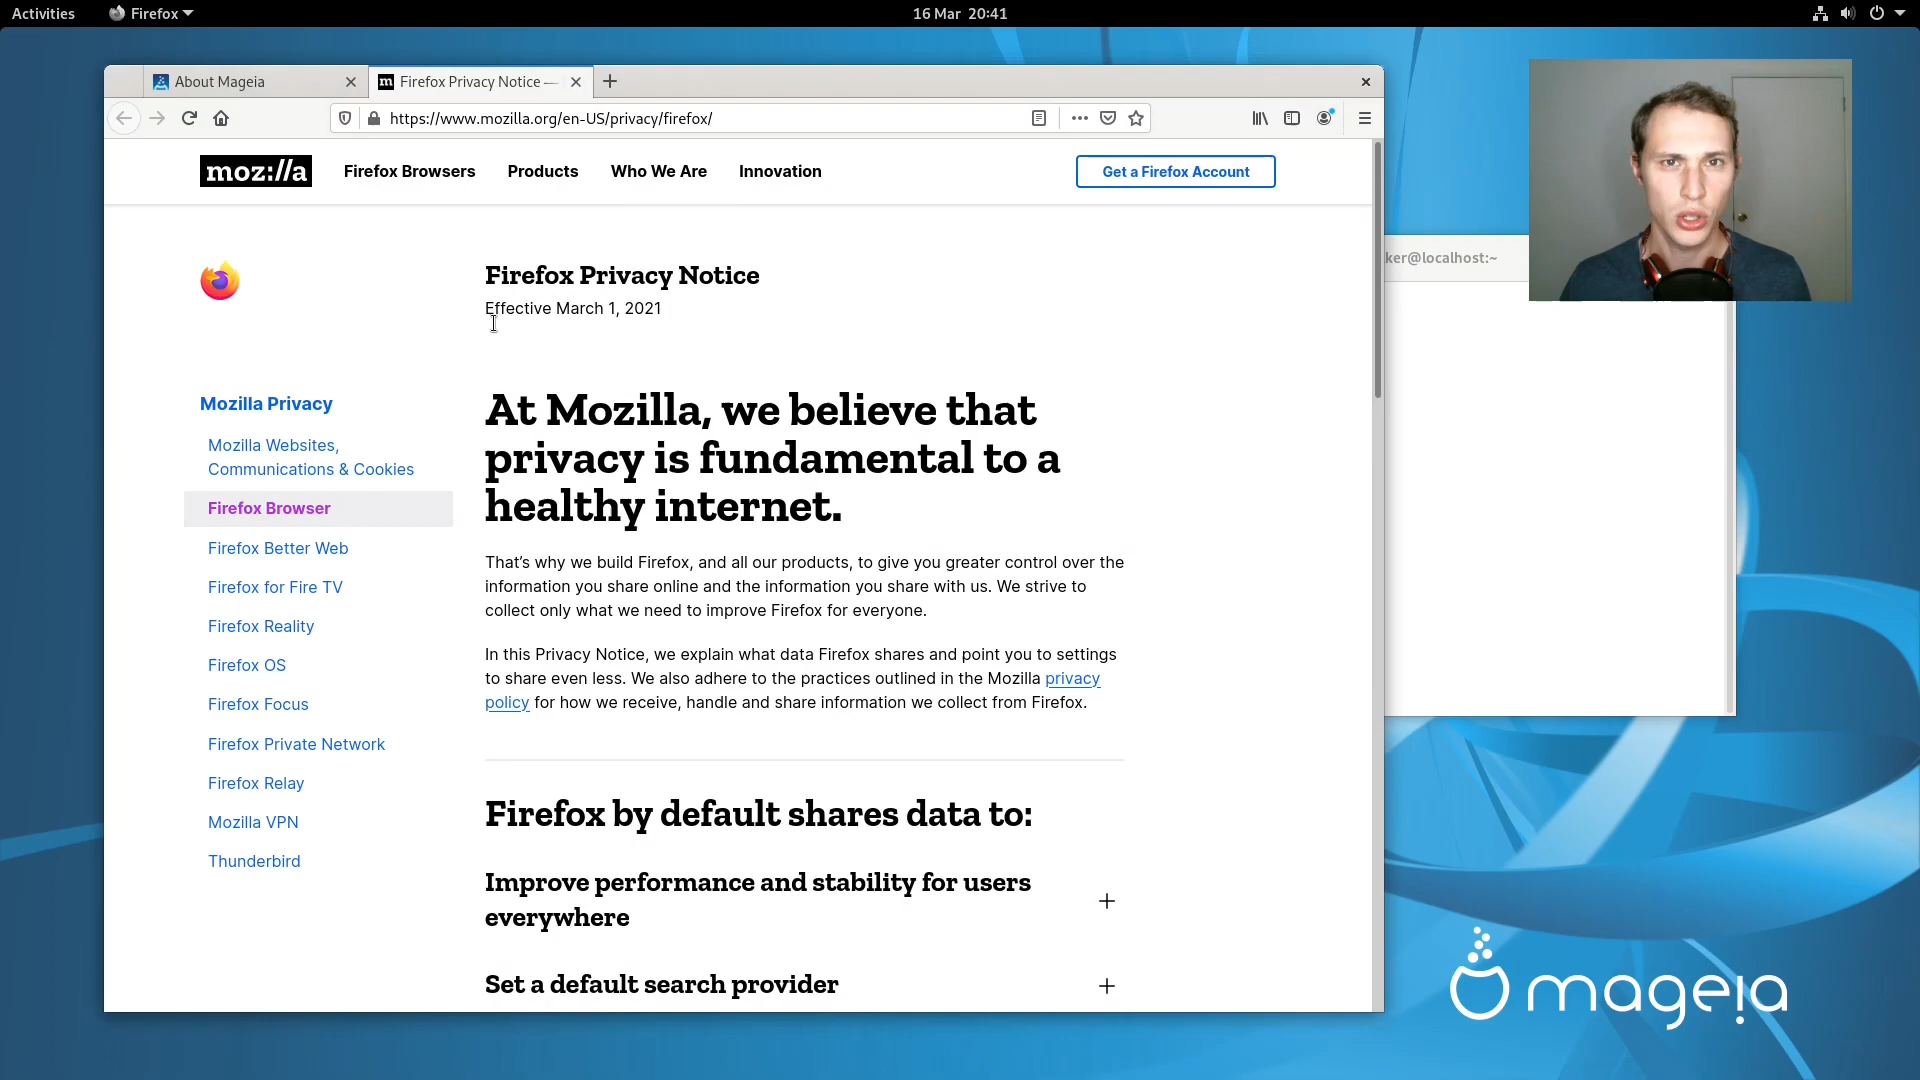 Activities
Firefox
16 Mar 20:41
About Mageia
Firefox Privacy Notice —
https://www.mozilla.org/en-US/privacy/firefox/
moz://a
Firefox Browsers
Products
Who We Are
Innovation
Get a Firefox Account
ker@localhost:~
Firefox Privacy Notice
Effective March 1, 2021
Mozilla Privacy
Mozilla Websites,
Communications & Cookies
Firefox Browser
Firefox Better Web
Firefox for Fire TV
Firefox Reality
Firefox OS
Firefox Focus
Firefox Private Network
Firefox Relay
Mozilla VPN
Thunderbird
At Mozilla, we believe that
privacy is fundamental to a
healthy internet.
That’s why we build Firefox, and all our products, to give you greater control over the
information you share online and the information you share with us. We strive to
collect only what we need to improve Firefox for everyone.
In this Privacy Notice, we explain what data Firefox shares and point you to settings
to share even less. We also adhere to the practices outlined in the Mozilla privacy
policy for how we receive, handle and share information we collect from Firefox.
Firefox by default shares data to:
Improve performance and stability for users
everywhere
Set a default search provider
mageia